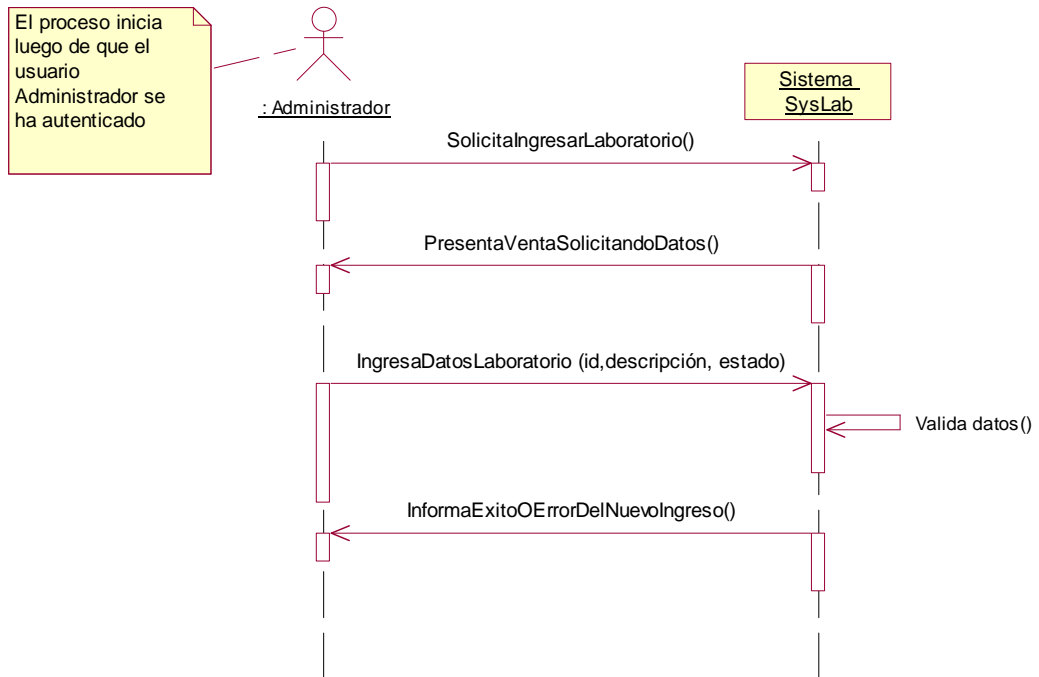 El proceso inicia
luego de que el
usuario
Administrador se
ha autenticado
: Administrador
Sistema
SysLab
SolicitaIngresarLaboratorio()
PresentaVentaSolicitandoDatos()
IngresaDatosLaboratorio (id,descripción, estado)
Valida datos()
InformaExitoOErrorDelNuevoIngreso()